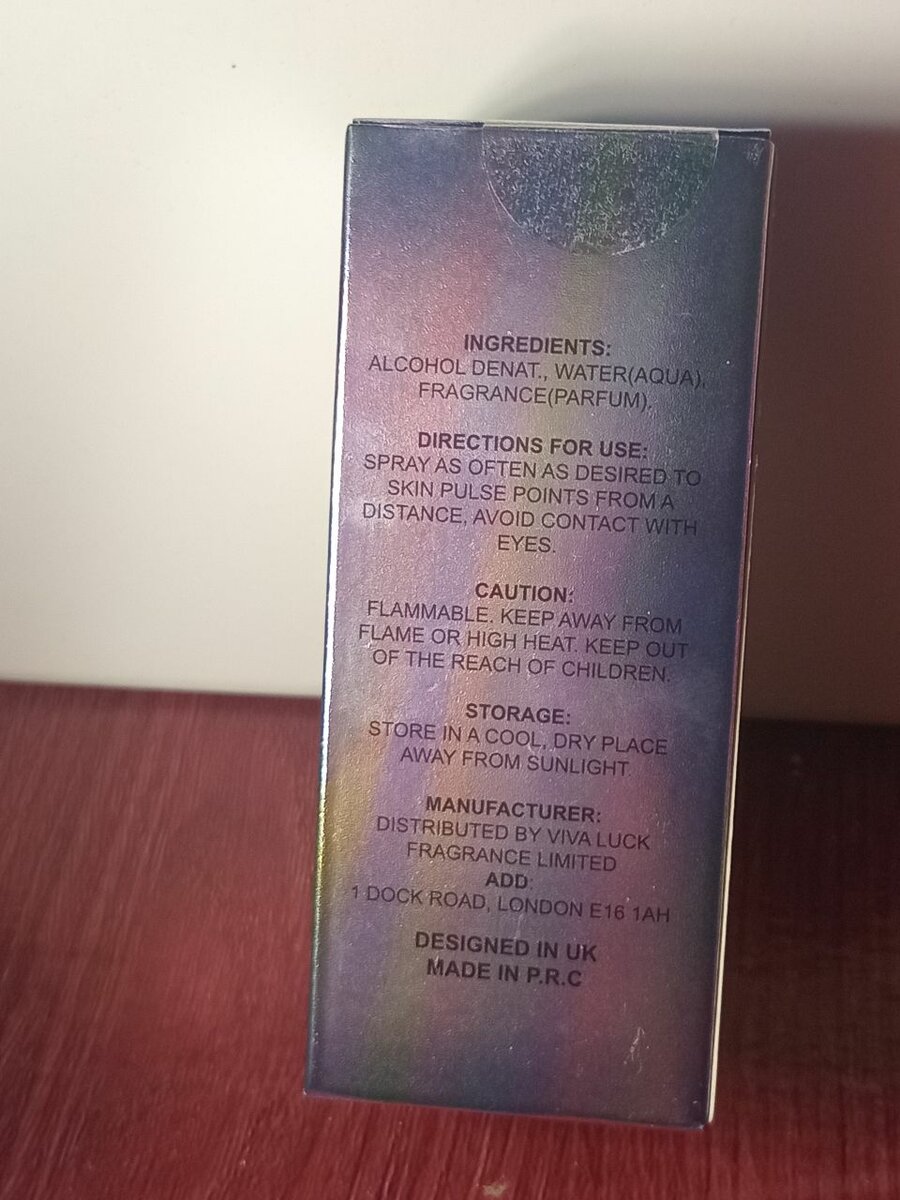 INGREDIENTS:
ALCOHOL DENAT., WATER(AQUA),
FRAGRANCE(PARFUM).
DIRECTIONS FOR USE:
SPRAY AS OFTEN AS DESIRED TO
SKIN PULSE POINTS FROM A
DISTANCE, AVOID CONTACT WITH
EYES.
CAUTION:
FLAMMABLE. KEEP AWAY FROM
FLAME OR HIGH HEAT. KEEP OUT
OF THE REACH OF CHILDREN.
STORAGE:
STORE IN A COOL, DRY PLACE
AWAY FROM SUNLIGHT
MANUFACTURER:
DISTRIBUTED BY VIVA LUCK
FRAGRANCE LIMITED
ADD:
1 DOCK ROAD, LONDON E16 1AH
DESIGNED IN UK
MADE IN P.R.C